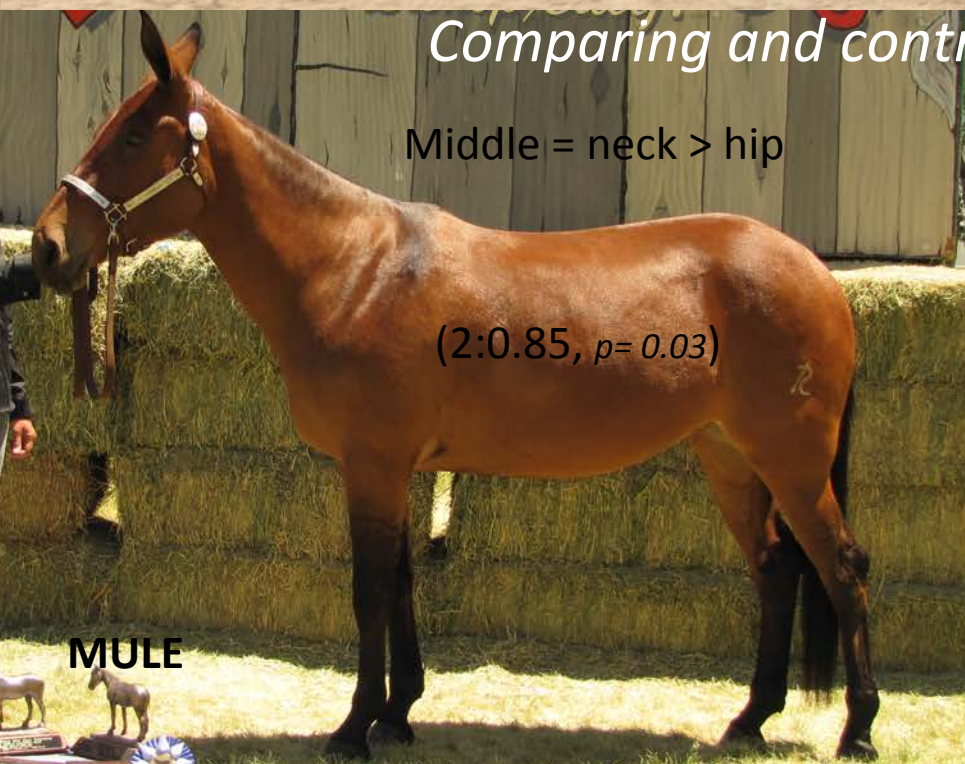 Comparing and contr
Middle = neck > hip
(2:0.85, p= 0.03)
MULE